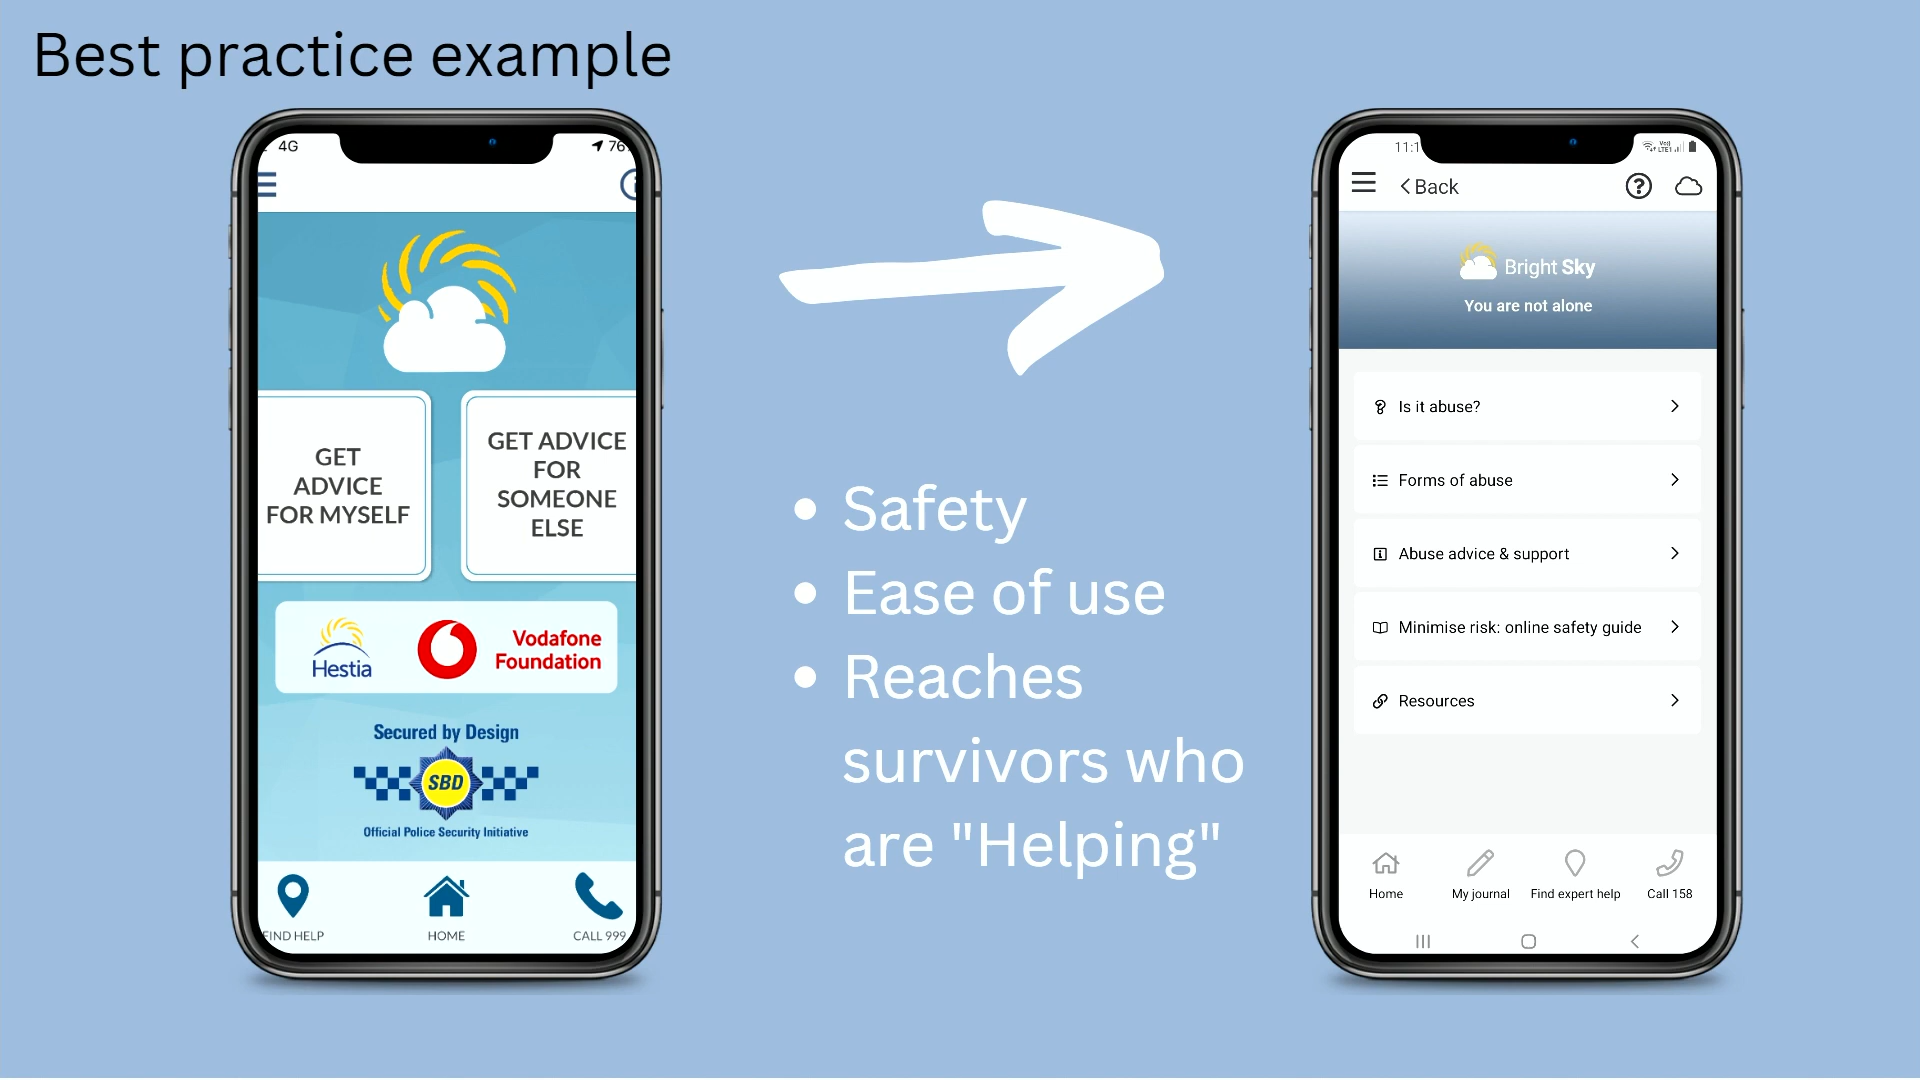 Best practice example
4G
76
GET
ADVICE
FOR MYSELF
GET ADVICE
FOR
SOMEONE
ELSE
Hestia
Vodafone
Foundation
Secured by Design
SBD
Official Police Security Initiative
FIND HELP
HOME
CALL 999
• Safety
• Ease of use
• Reaches
survivors who
are "Helping"
11:1
Back
Bright Sky
You are not alone
Is it abuse?
Forms of abuse
Abuse advice & support
Minimise risk: online safety guide
Resources
Home
My journal
Find expert help
Call 158